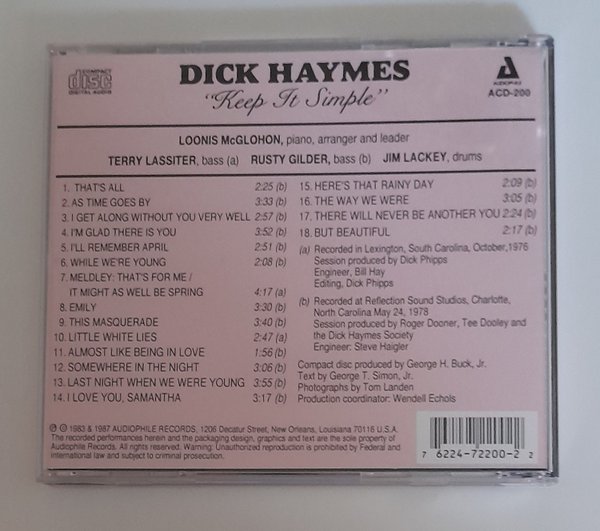 COMPACT
disc
DIGITAL AUDIO
DICK HAYMES
"Keep It Simple"
AUDIOPHILE
ACD-200
LOONIS McGLOHON, piano, arranger and leader
TERRY LASSITER, bass (a) RUSTY GILDER, bass (b) JIM LACKEY, drums
1. THAT'S ALL 2:25 (b)
2. AS TIME GOES BY 3:33 (b)
3. I GET ALONG WITHOUT YOU VERY WELL 2:57 (b)
4. I'M GLAD THERE IS YOU 3:52 (b)
5. I'LL REMEMBER APRIL 2:51 (b)
6. WHILE WE'RE YOUNG 2:08 (b)
7. MELDLEY: THAT'S FOR ME /
IT MIGHT AS WELL BE SPRING 4:17 (a)
8. EMILY 3:30 (b)
9. THIS MASQUERADE 3:40 (b)
10. LITTLE WHITE LIES 2:47 (a)
11. ALMOST LIKE BEING IN LOVE 1:56 (b)
12. SOMEWHERE IN THE NIGHT 3:06 (b)
13. LAST NIGHT WHEN WE WERE YOUNG 3:55 (b)
14. I LOVE YOU, SAMANTHA 3:17 (b)
15. HERE'S THAT RAINY DAY 2:09 (b)
16. THE WAY WE WERE 3:05 (b)
17. THERE WILL NEVER BE ANOTHER YOU 2:24 (b)
18. BUT BEAUTIFUL 2:17 (b)
(a) Recorded in Lexington, South Carolina, October, 1976
Session produced by Dick Phipps
Engineer, Bill Hay
Editing, Dick Phipps
(b) Recorded at Reflection Sound Studios, Charlotte,
North Carolina May 24, 1978
Session produced by Roger Dooner, Tee Dooley and
the Dick Haymes Society
Engineer: Steve Haigler
Compact disc produced by George H. Buck, Jr.
Text by George T. Simon, Jr.
Photographs by Tom Landen
Production coordinator: Wendell Echols
℗ © 1983 & 1987 AUDIOPHILE RECORDS, 1206 Decatur Street, New Orleans, Louisiana 70116 U.S.A.
The recorded performances herein and the packaging design, graphics and text are the sole property of
Audiophile Records. All rights reserved. Warning: Unauthorized reproduction is prohibited by Federal and
international law and subject to criminal prosecution.
7 62247-22200-2 2